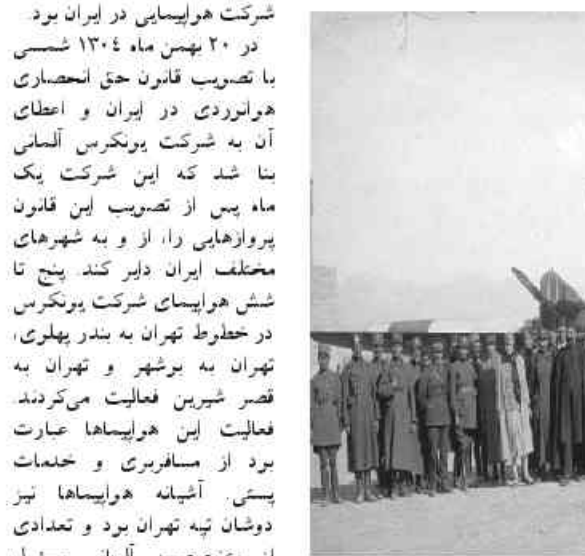 شرکت هواپیمایی در ایران بود.
در ۲۰ بهمن ماه ۱۳۰٤ شمسی
با تصویب قانون حق انحصاری
هوانوردی در ایران و اعطای
آن به شرکت یونکرس آلمانی
بنا شد که این شرکت یک
ماه پس از تصویب این قانون
پروازهایی را، از و به شهرهای
مختلف ایران دایر کند. پنج تا
شش هواپیمای شرکت یونکرس
در خطوط تهران به بندر پهلوی،
تهران به بوشهر و تهران به
قصر شیرین فعالیت می‌کردند.
فعالیت این هواپیماها عبارت
بود از مسافربری و خدمات
پستی. آشیانه هواپیماها نیز
دوشان تپه تهران بود و تعدادی